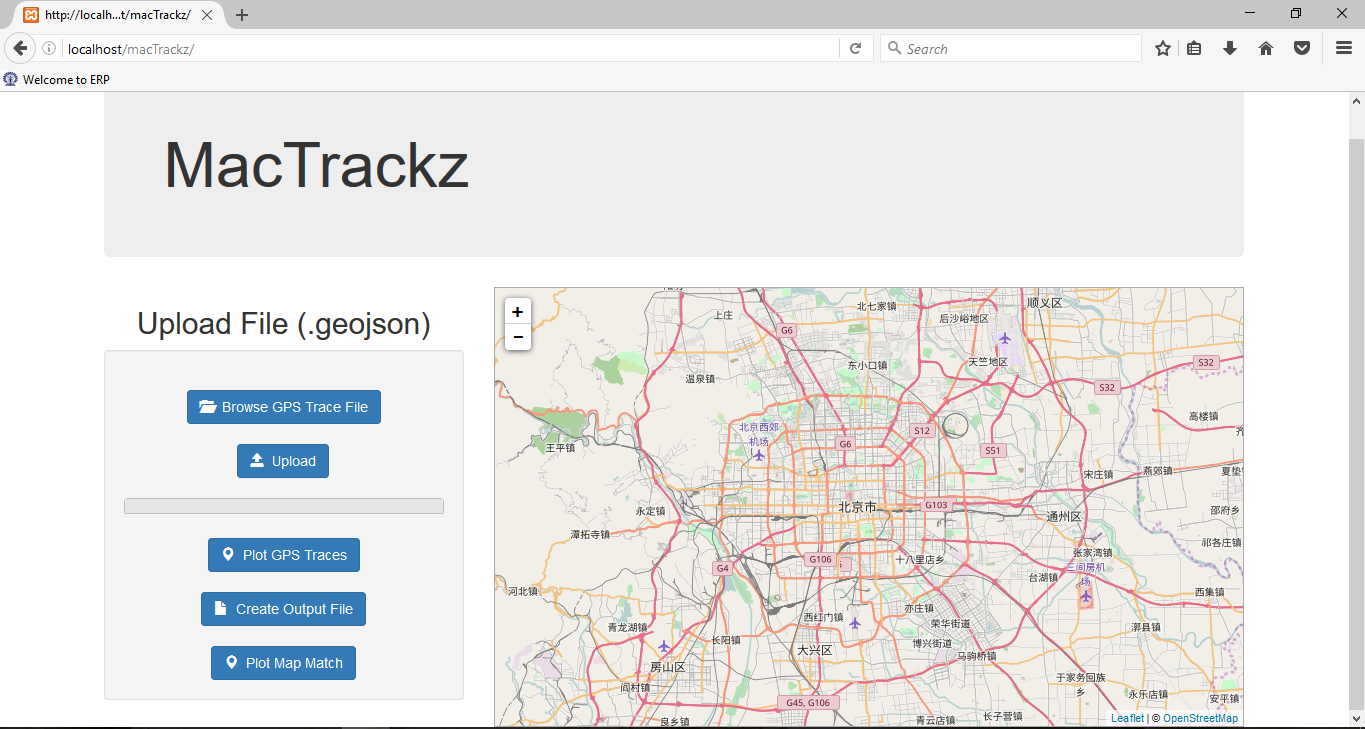 http://localh...t/macTrackz/
localhost/macTrackz/
Search
Welcome to ERP
MacTrackz
Upload File (.geojson)
Browse GPS Trace File
Upload
Plot GPS Traces
Create Output File
Plot Map Match
+
−
上庄
北七家镇
顺义区
G6
后沙峪地区
天竺地区
S32
温泉镇
东小口镇
S32
高楼镇
北京西郊
机场
G6
S12
王平镇
S51
宋庄镇
燕郊镇
夏垫
永定镇
北京市
G103
通州区
邵府乡
潭拓寺镇
张家湾镇
祁各庄镇
G106
十八里店乡
三间房机
场
G4
台湖镇
河北镇
西集镇
亦庄镇
西红门镇
青龙湖镇
荣华街道
漷县镇
长阳镇
博兴街道
大兴区
马驹桥镇
房山区
于家务回族
乡
阎村镇
永乐店镇
安平镇
G45, G106
长子营镇
良乡镇
青云店镇
Leaflet | © OpenStreetMap